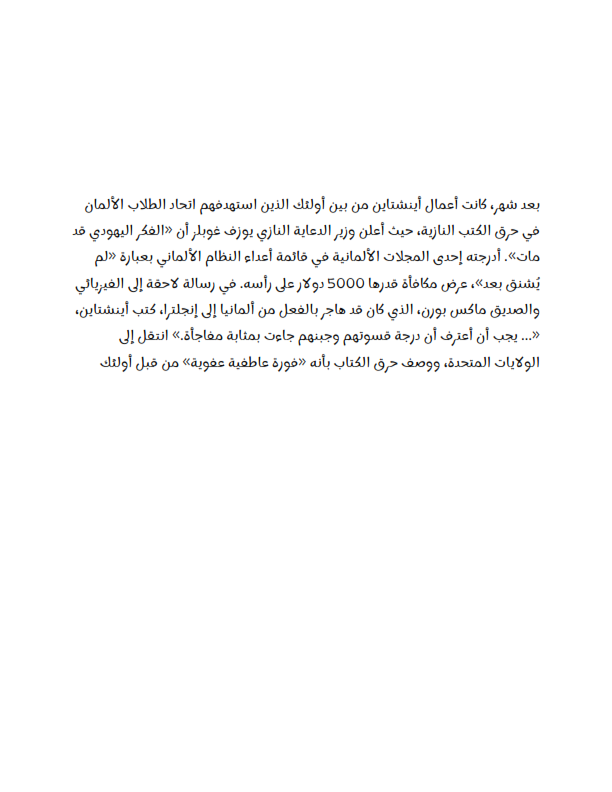 بعد شهر، كانت أعمال أينشتاين من بين أولئك الذين استهدفهم اتحاد الطلاب الألمان
في حرق الكتب النازية، حيث أعلن وزير الدعاية النازي يوزف غوبلز أن «الفكر اليهودي قد
مات». أدرجته إحدى المجلات الألمانية في قائمة أعداء النظام الألماني بعبارة «لم
يُشنق بعد»، عرض مكافأة قدرها 5000 دولار على رأسه. في رسالة لاحقة إلى الفيزيائي
والصديق ماكس بورن، الذي كان قد هاجر بالفعل من ألمانيا إلى إنجلترا، كتب أينشتاين،
«... يجب أن أعترف أن درجة قسوتهم وجبنهم جاءت بمثابة مفاجأة.» انتقل إلى
الولايات المتحدة، ووصف حرق الكتاب بأنه «فورة عاطفية عفوية» من قبل أولئك